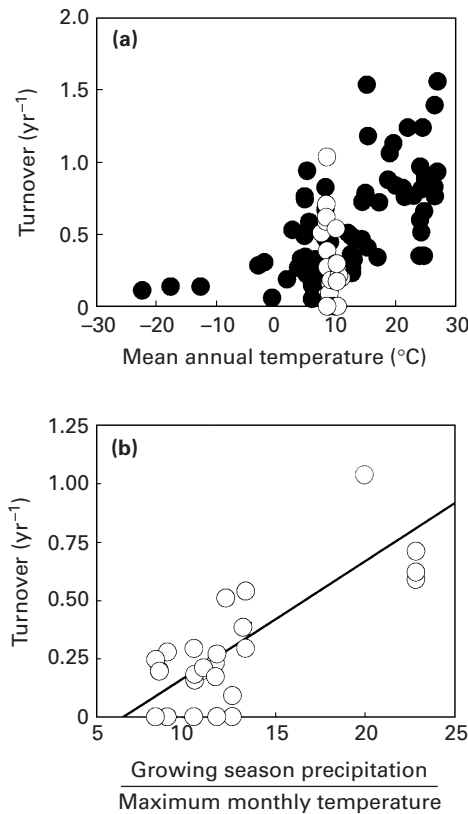 (a)
2.0
1.5
1.0
0.5
0
Turnover (yr⁻¹)
−30 −20 −10 0 10 20 30
Mean annual temperature (°C)
(b)
1.25
1.00
0.75
0.50
0.25
0
Turnover (yr⁻¹)
5 10 15 20 25
Growing season precipitation
Maximum monthly temperature